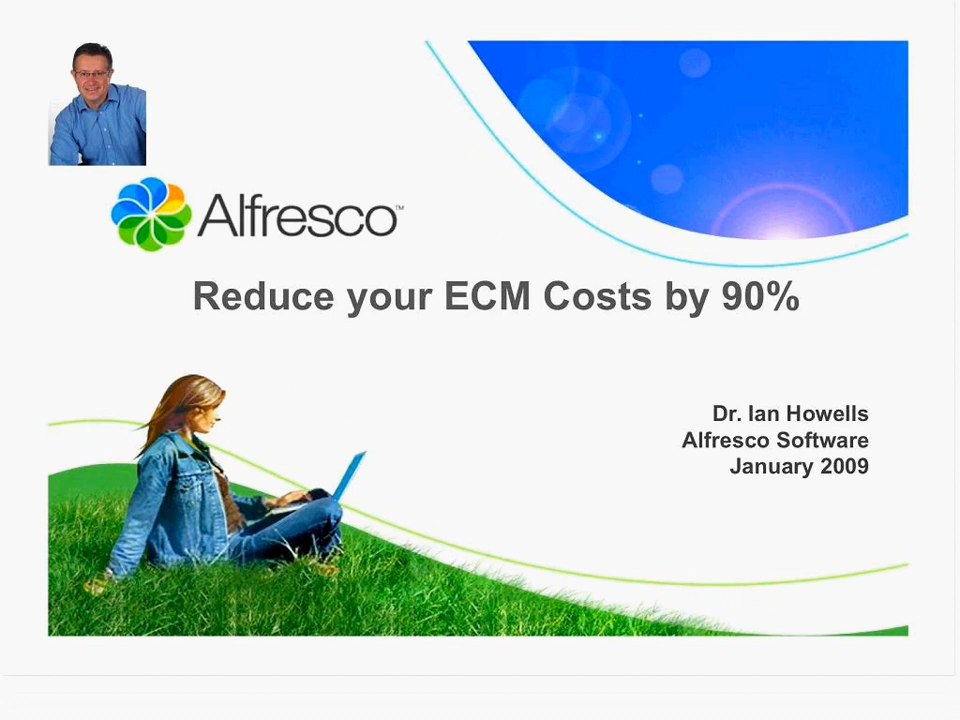 Alfresco™
Reduce your ECM Costs by 90%
Dr. Ian Howells
Alfresco Software
January 2009